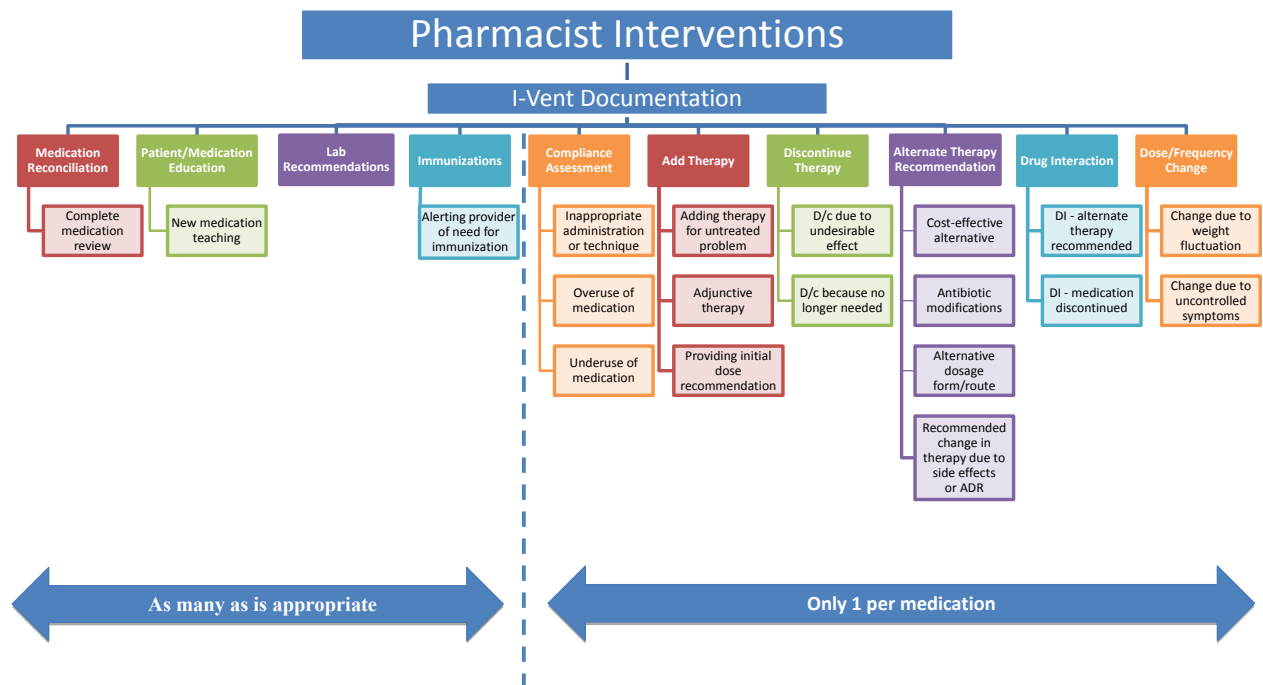 Pharmacist Interventions
I-Vent Documentation
Medication
Reconciliation
Patient/Medication
Education
Lab
Recommendations
Immunizations
Compliance
Assessment
Add Therapy
Discontinue
Therapy
Alternate Therapy
Recommendation
Drug Interaction
Dose/Frequency
Change
Complete
medication
review
New medication
teaching
Alerting provider
of need for
immunization
Inappropriate
administration
or technique
Overuse of
medication
Underuse of
medication
Adding therapy
for untreated
problem
Adjunctive
therapy
Providing initial
dose
recommendation
D/c due to
undesirable
effect
D/c because no
longer needed
Cost-effective
alternative
Antibiotic
modifications
Alternative
dosage
form/route
Recommended
change in
therapy due to
side effects
or ADR
DI - alternate
therapy
recommended
DI - medication
discontinued
Change due to
weight
fluctuation
Change due to
uncontrolled
symptoms
As many as is appropriate
Only 1 per medication